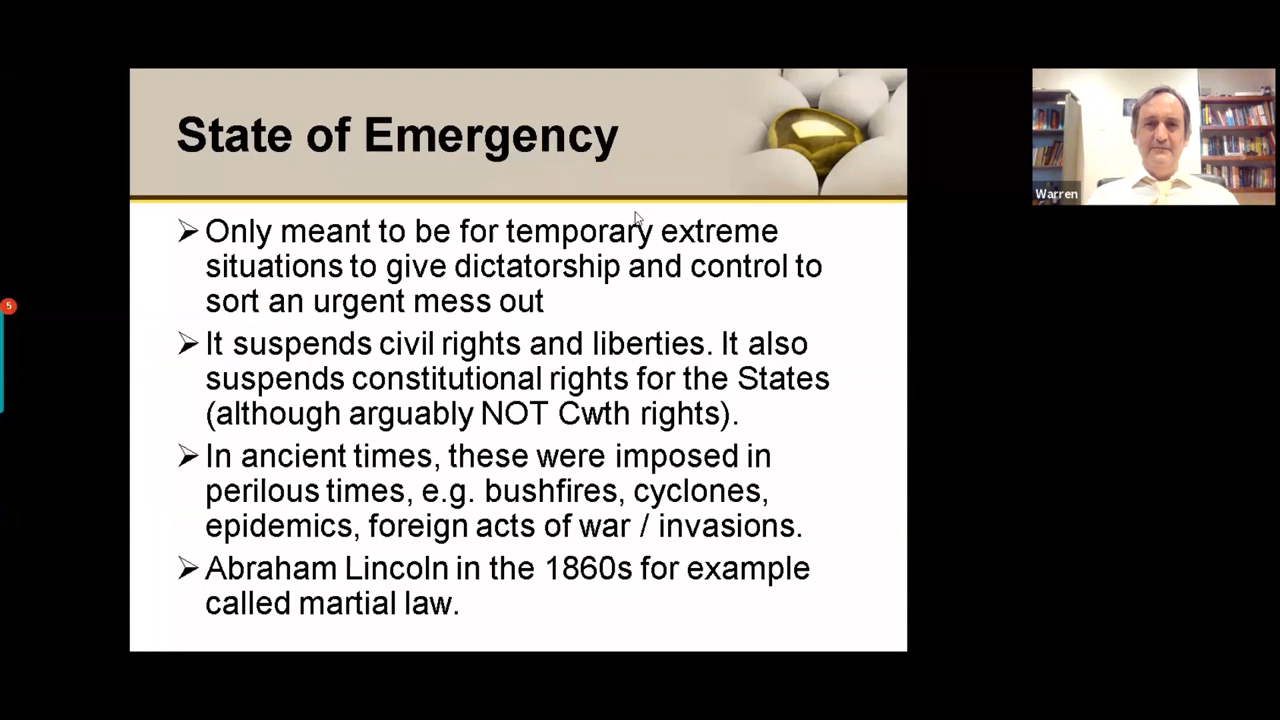 State of Emergency
Only meant to be for temporary extreme
situations to give dictatorship and control to
sort an urgent mess out
It suspends civil rights and liberties. It also
suspends constitutional rights for the States
(although arguably NOT Cwth rights).
In ancient times, these were imposed in
perilous times, e.g. bushfires, cyclones,
epidemics, foreign acts of war / invasions.
Abraham Lincoln in the 1860s for example
called martial law.
Warren
5